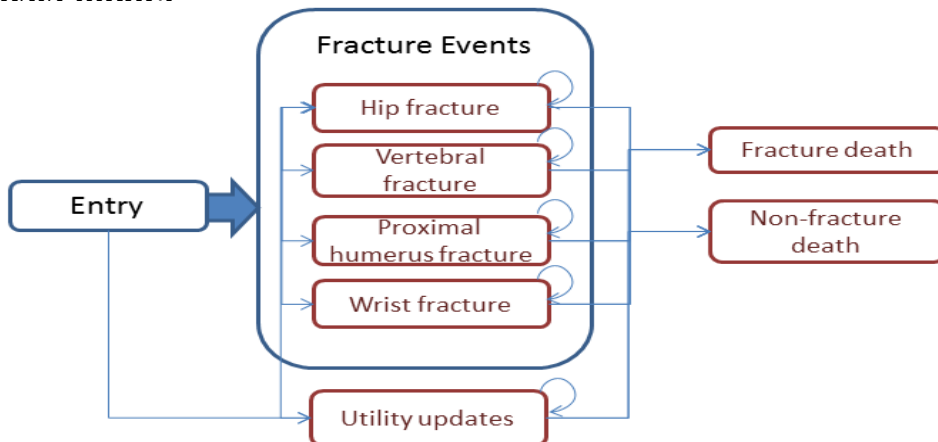 Fracture Events
Hip fracture
Vertebral
fracture
Entry
Proximal
humerus fracture
Wrist fracture
Utility updates
Fracture death
Non-fracture
death